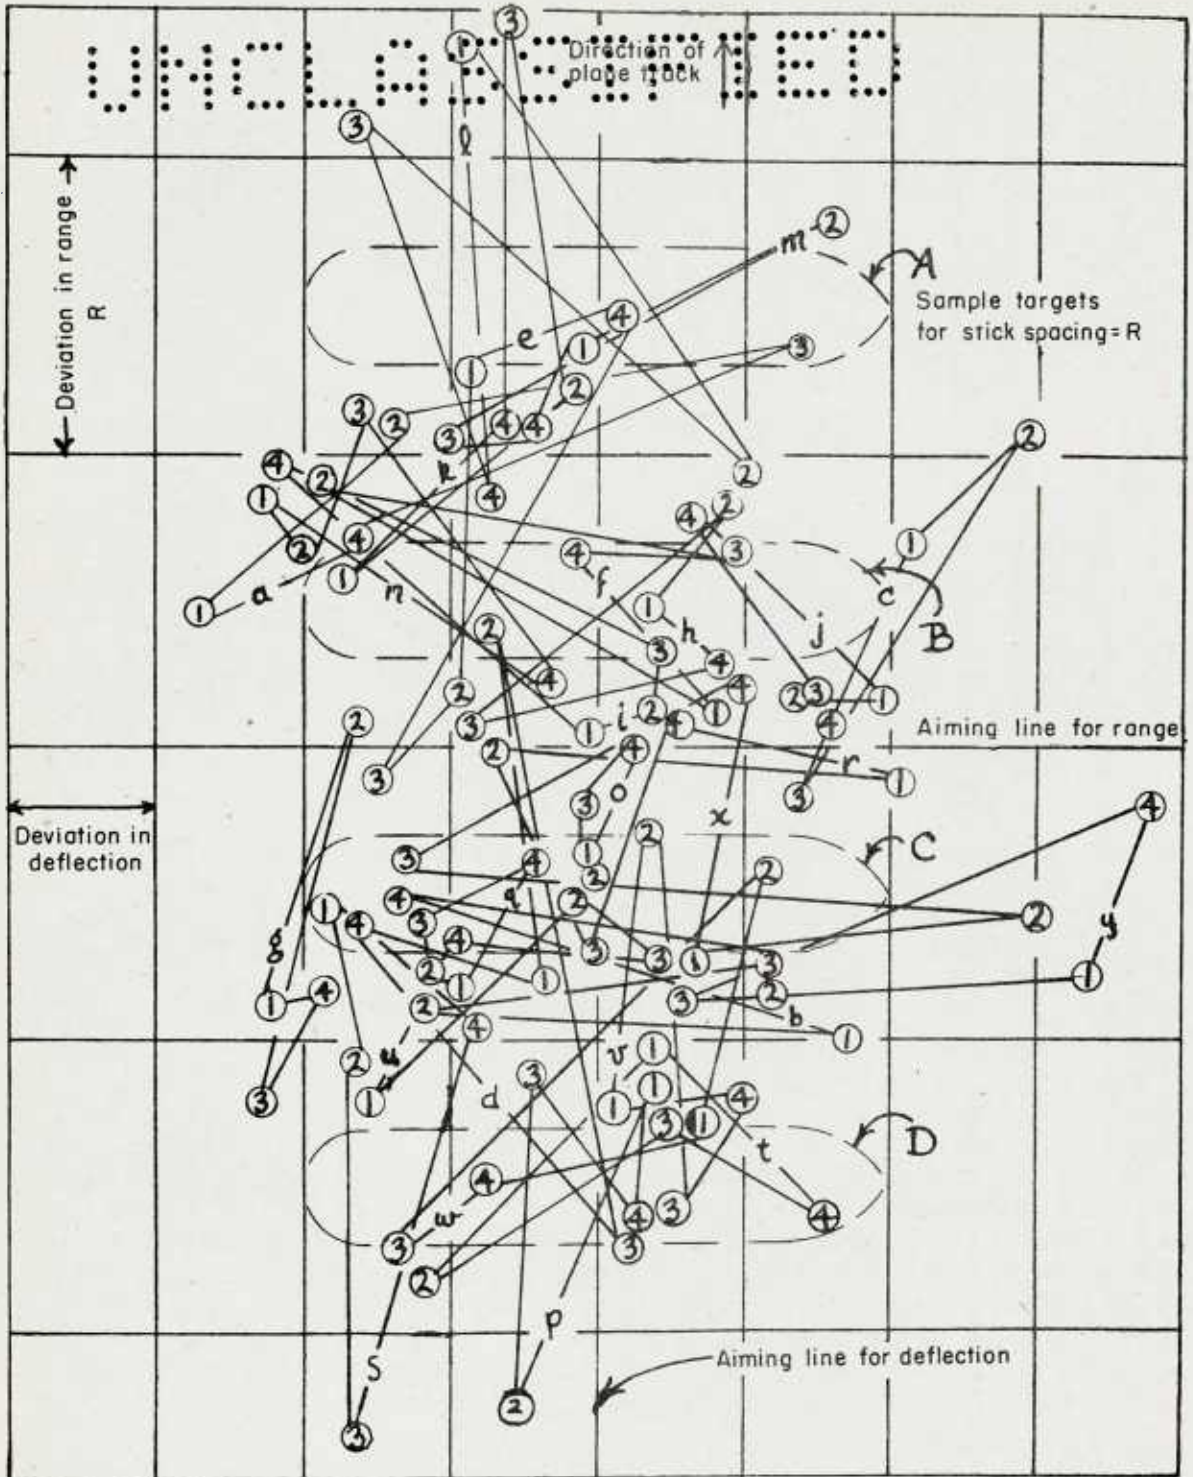 UNCLASSIFIED
Direction of
plane track
Deviation in range
R
A
Sample targets
for stick spacing=R
B
Aiming line for range
Deviation in
deflection
C
D
Aiming line for deflection
l
m
e
k
a
n
f
h
j
c
i
r
o
x
q
g
y
b
u
v
d
t
w
p
S